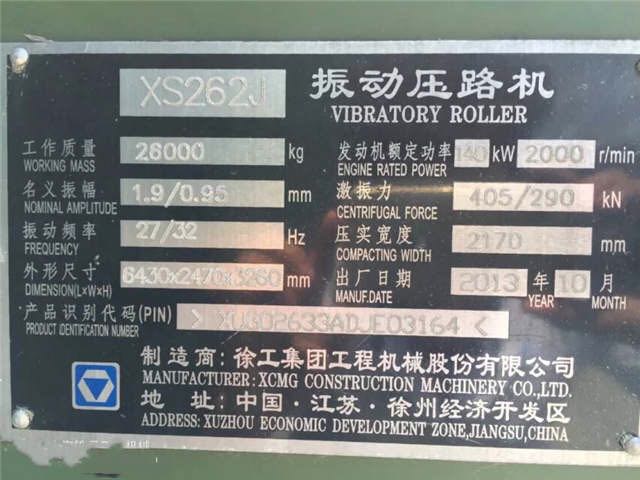 XS262J 振动压路机
VIBRATORY ROLLER
工作质量 26000 kg
WORKING MASS
发动机额定功率 140 kW 2000 r/min
ENGINE RATED POWER
名义振幅 1.9/0.95 mm
NOMINAL AMPLITUDE
激振力 405/290 kN
CENTRIFUGAL FORCE
振动频率 27/32 Hz
FREQUENCY
压实宽度 2170 mm
COMPACTING WIDTH
外形尺寸 6430x2470x3260 mm
DIMENSION(L×W×H)
出厂日期 2013 年 10 月
MANUF.DATE YEAR MONTH
产品识别代码(PIN) > XUG02633ADJE03164 <
PRODUCT IDENTIFICATION NUMBER
制造商: 徐工集团工程机械股份有限公司
MANUFACTURER: XCMG CONSTRUCTION MACHINERY CO.,LTD.
地 址: 中国·江苏·徐州经济开发区
ADDRESS: XUZHOU ECONOMIC DEVELOPMENT ZONE,JIANGSU,CHINA